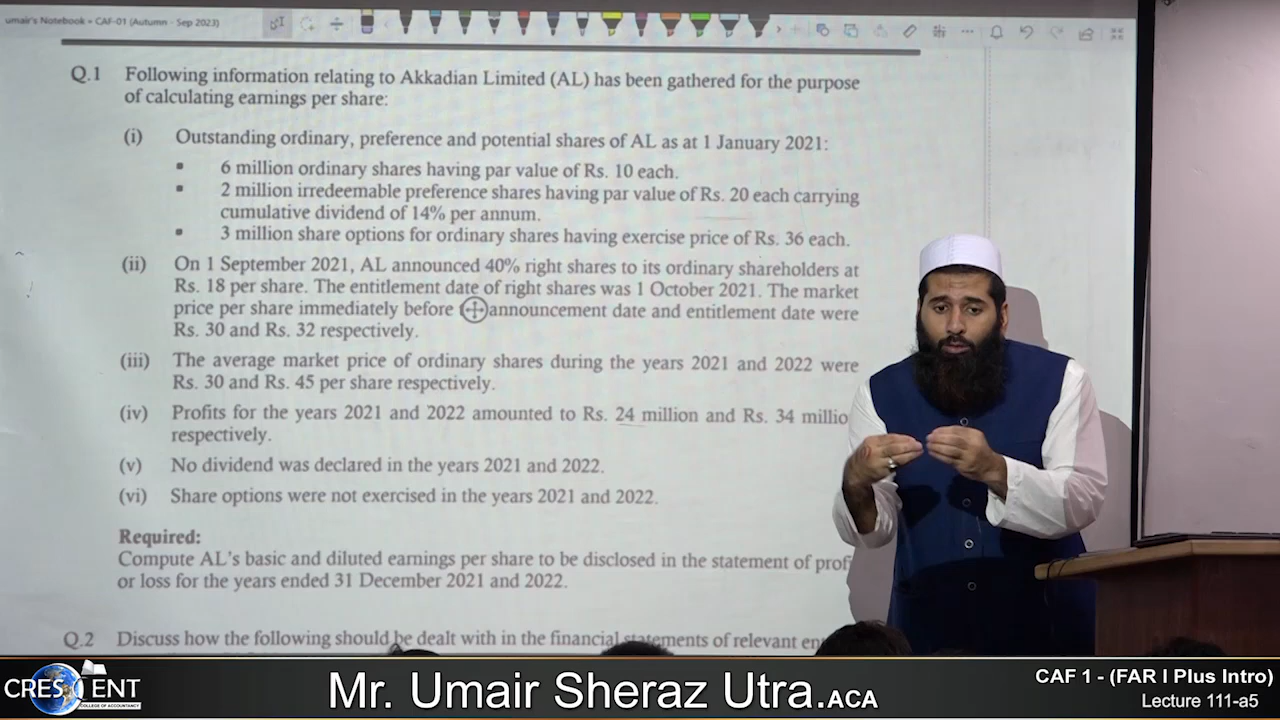 umair's Notebook » CAF-01 (Autumn - Sep 2023)
Q.1 Following information relating to Akkadian Limited (AL) has been gathered for the purpose
of calculating earnings per share:
(i) Outstanding ordinary, preference and potential shares of AL as at 1 January 2021:
▪ 6 million ordinary shares having par value of Rs. 10 each.
▪ 2 million irredeemable preference shares having par value of Rs. 20 each carrying
cumulative dividend of 14% per annum.
▪ 3 million share options for ordinary shares having exercise price of Rs. 36 each.
(ii) On 1 September 2021, AL announced 40% right shares to its ordinary shareholders at
Rs. 18 per share. The entitlement date of right shares was 1 October 2021. The market
price per share immediately before announcement date and entitlement date were
Rs. 30 and Rs. 32 respectively.
(iii) The average market price of ordinary shares during the years 2021 and 2022 were
Rs. 30 and Rs. 45 per share respectively.
(iv) Profits for the years 2021 and 2022 amounted to Rs. 24 million and Rs. 34 millio
respectively.
(v) No dividend was declared in the years 2021 and 2022.
(vi) Share options were not exercised in the years 2021 and 2022.
Required:
Compute AL's basic and diluted earnings per share to be disclosed in the statement of prof
or loss for the years ended 31 December 2021 and 2022.
Q.2 Discuss how the following should be dealt with in the financial statements of relevant en
CRESCENT
COLLEGE OF ACCOUNTANCY
Mr. Umair Sheraz Utra.ACA
CAF 1 - (FAR I Plus Intro)
Lecture 111-a5